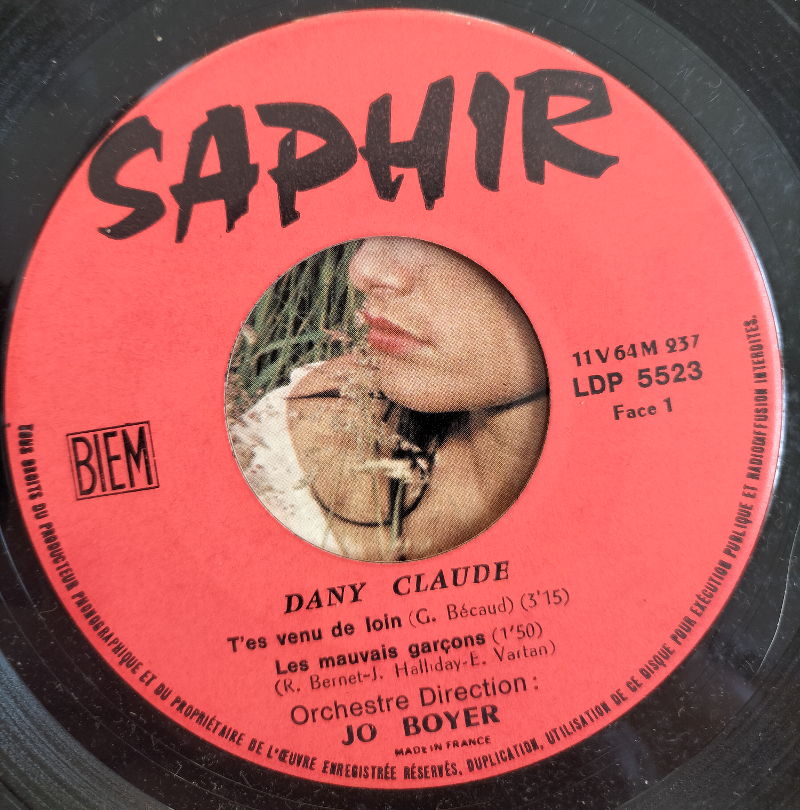 SAPHIR
11 V 64 M 237
LDP 5523
Face 1
BIEM
DANY CLAUDE
T'es venu de loin (G. Bécaud) (3'15)
Les mauvais garçons (1'50)
(R. Bernet-J. Halliday-E. Vartan)
Orchestre Direction :
JO BOYER
MADE IN FRANCE
TOUS DROITS DU PRODUCTEUR PHONOGRAPHIQUE ET DU PROPRIÉTAIRE DE L'ŒUVRE ENREGISTRÉE RÉSERVÉS. DUPLICATION, UTILISATION DE CE DISQUE POUR EXÉCUTION PUBLIQUE ET RADIODIFFUSION INTERDITES.